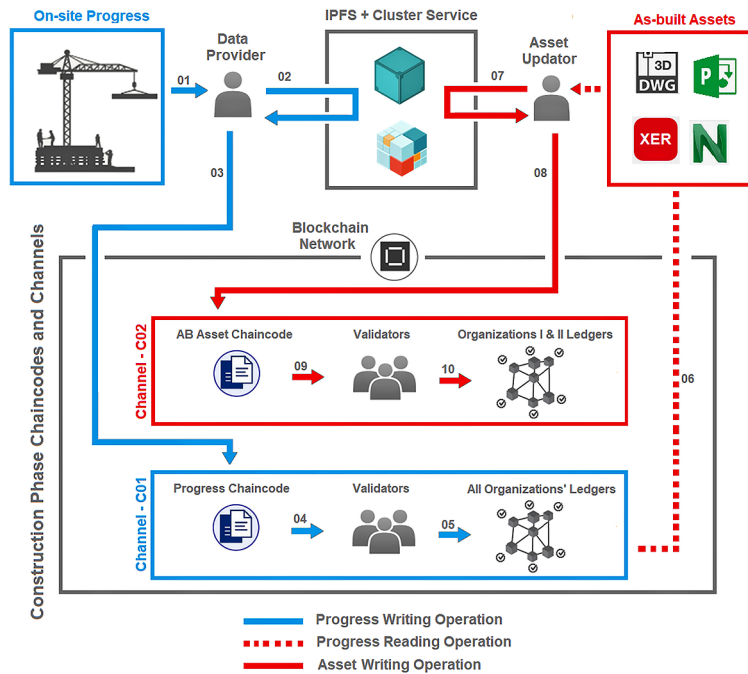 On-site Progress
IPFS + Cluster Service
As-built Assets
Data
Provider
Asset
Updator
01
02
07
3D
DWG
P
XER
N
03
08
Blockchain
Network
Construction Phase Chaincodes and Channels
Channel - C02
AB Asset Chaincode
Validators
Organizations I & II Ledgers
09
10
06
Channel - C01
Progress Chaincode
Validators
All Organizations' Ledgers
04
05
Progress Writing Operation
Progress Reading Operation
Asset Writing Operation